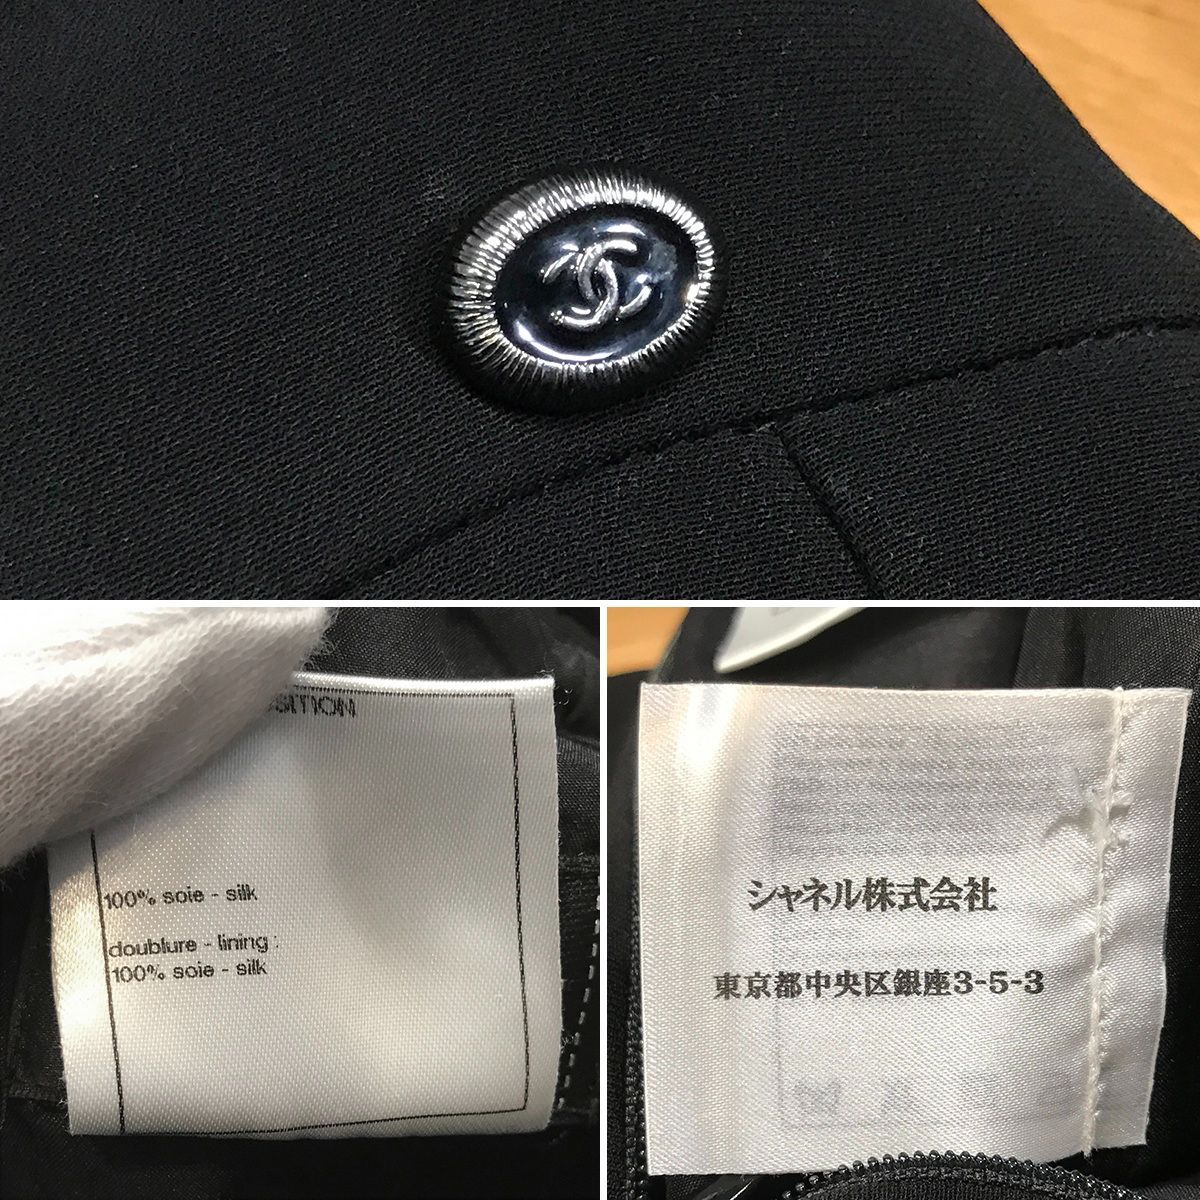 SITION
100% soie - silk
doublure - lining :
100% soie - silk
シャネル株式会社
東京都中央区銀座3-5-3